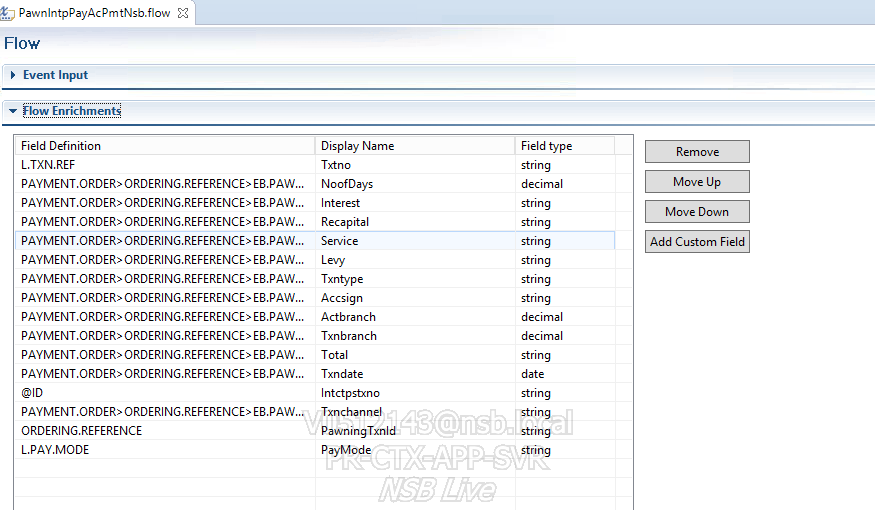 PawnIntpPayAcPmtNsb.flow
Flow
Event Input
Flow Enrichments
Field Definition Display Name Field type
L.TXN.REF Txtno string
PAYMENT.ORDER>ORDERING.REFERENCE>EB.PAW... NoofDays decimal
PAYMENT.ORDER>ORDERING.REFERENCE>EB.PAW... Interest string
PAYMENT.ORDER>ORDERING.REFERENCE>EB.PAW... Recapital string
PAYMENT.ORDER>ORDERING.REFERENCE>EB.PAW... Service string
PAYMENT.ORDER>ORDERING.REFERENCE>EB.PAW... Levy string
PAYMENT.ORDER>ORDERING.REFERENCE>EB.PAW... Txntype string
PAYMENT.ORDER>ORDERING.REFERENCE>EB.PAW... Accsign string
PAYMENT.ORDER>ORDERING.REFERENCE>EB.PAW... Actbranch decimal
PAYMENT.ORDER>ORDERING.REFERENCE>EB.PAW... Txnbranch decimal
PAYMENT.ORDER>ORDERING.REFERENCE>EB.PAW... Total string
PAYMENT.ORDER>ORDERING.REFERENCE>EB.PAW... Txndate date
@ID Intctpstxno string
PAYMENT.ORDER>ORDERING.REFERENCE>EB.PAW... Txnchannel string
ORDERING.REFERENCE PawningTxnId string
L.PAY.MODE PayMode string
Remove
Move Up
Move Down
Add Custom Field
PR-CTX-APP-SVR
NSB Live